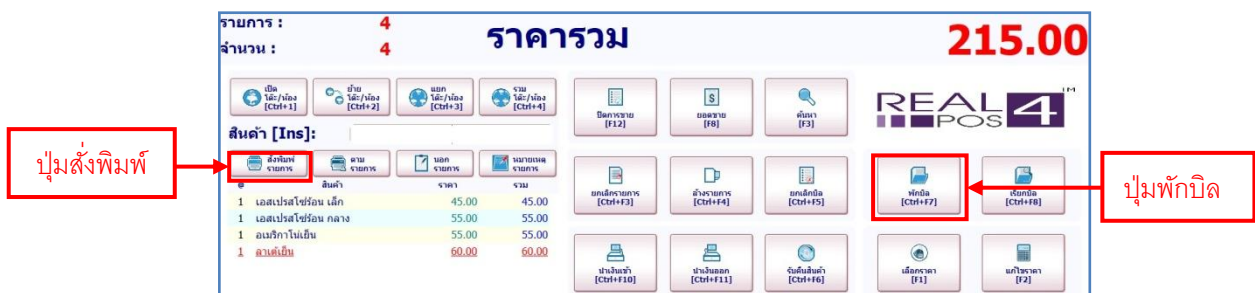 รายการ : 4
จำนวน : 4
ราคารวม
215.00
เปิด โต๊ะ/ห้อง [Ctrl+1]
ย้าย โต๊ะ/ห้อง [Ctrl+2]
แยก โต๊ะ/ห้อง [Ctrl+3]
รวม โต๊ะ/ห้อง [Ctrl+4]
ปิดการขาย [F12]
ยอดขาย [F8]
ค้นหา [F3]
REAL POS 4 TM
สินค้า [Ins]:
ปุ่มสั่งพิมพ์
สั่งพิมพ์ รายการ
ตาม รายการ
นอก รายการ
หมายเหตุ รายการ
@ สินค้า ราคา รวม
1 เอสเปรสโซ่ร้อน เล็ก 45.00 45.00
1 เอสเปรสโซ่ร้อน กลาง 55.00 55.00
1 อเมริกาโน่เย็น 55.00 55.00
1 ลาเต้เย็น 60.00 60.00
ยกเลิกรายการ [Ctrl+F3]
ล้างรายการ [Ctrl+F4]
ยกเลิกบิล [Ctrl+F5]
พักบิล [Ctrl+F7]
เรียกบิล [Ctrl+F8]
ปุ่มพักบิล
นำเงินเข้า [Ctrl+F10]
นำเงินออก [Ctrl+F11]
รับคืนสินค้า [Ctrl+F6]
เลือกราคา [F1]
แก้ไขราคา [F2]